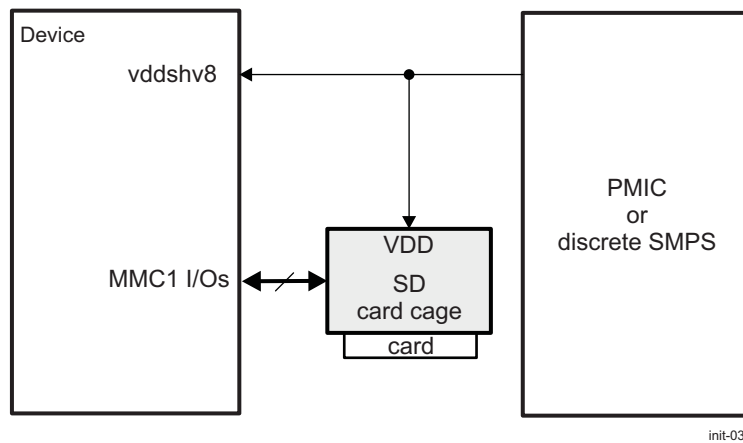 Device
vddshv8
PMIC
or
discrete SMPS
VDD
SD
card cage
MMC1 I/Os
card
init-03